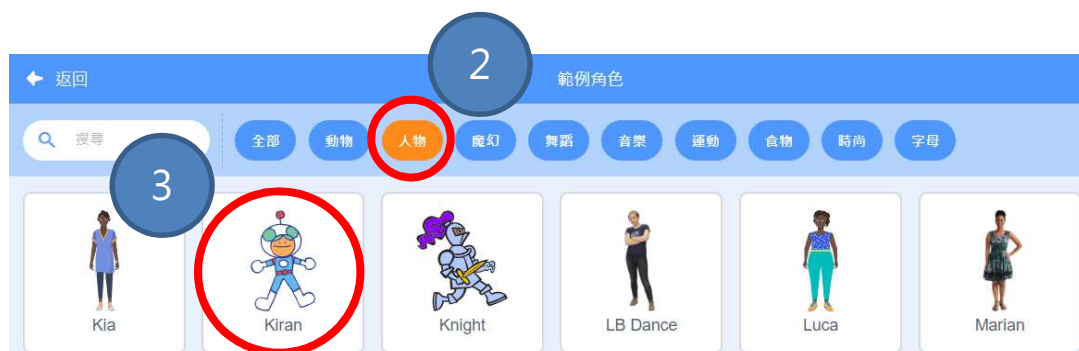 2
返回 範例角色
搜尋 全部 動物 人物 魔幻 舞蹈 音樂 運動 食物 時尚 字母
3
Kia Kiran Knight LB Dance Luca Marian